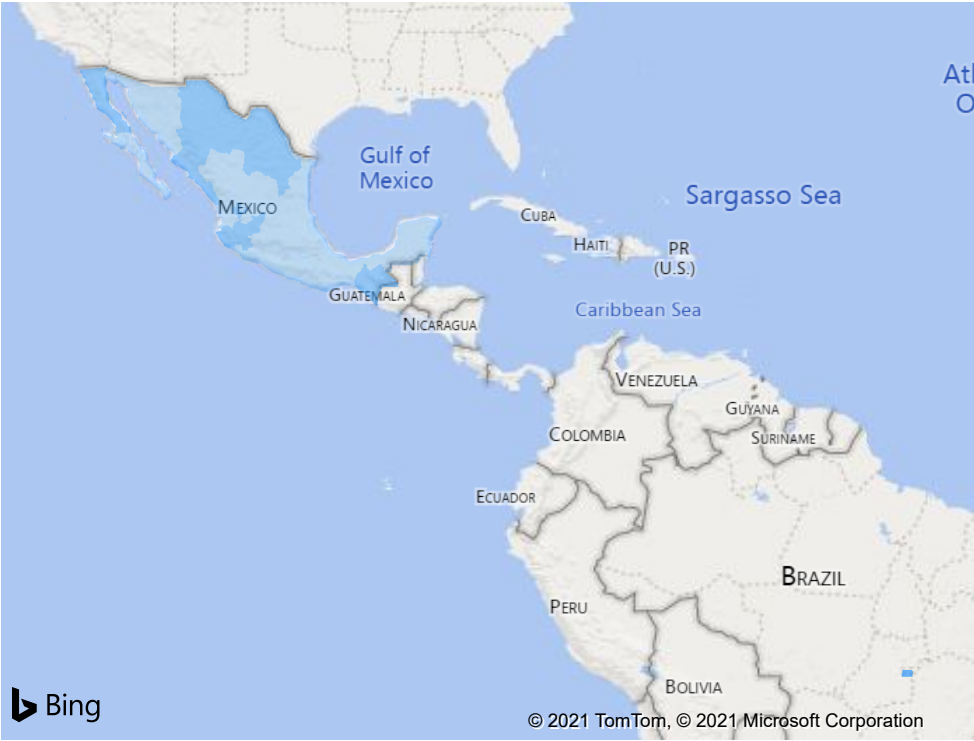 Atl
O
Gulf of
Mexico
Sargasso Sea
MEXICO
CUBA
HAITI
PR
(U.S.)
GUATEMALA
Caribbean Sea
NICARAGUA
VENEZUELA
GUYANA
COLOMBIA
SURINAME
ECUADOR
BRAZIL
PERU
BOLIVIA
Bing
© 2021 TomTom, © 2021 Microsoft Corporation